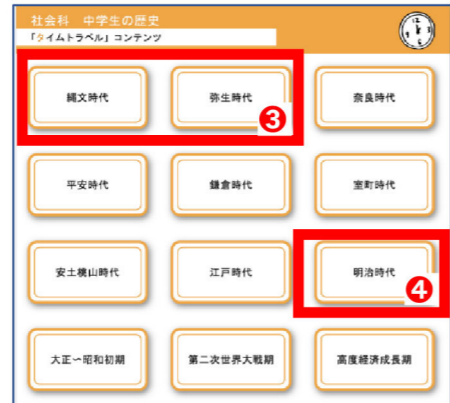 社会科 中学生の歴史
「タイムトラベル」コンテンツ
縄文時代 弥生時代 奈良時代
❸
平安時代 鎌倉時代 室町時代
安土桃山時代 江戸時代 明治時代
❹
大正〜昭和初期 第二次世界大戦期 高度経済成長期